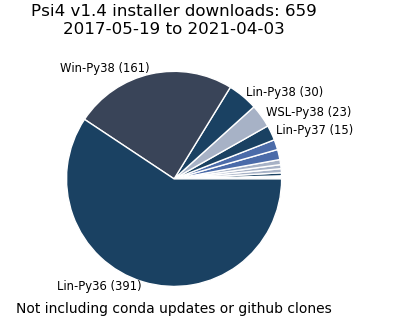 Psi4 v1.4 installer downloads: 659
2017-05-19 to 2021-04-03
Win-Py38 (161)
Lin-Py38 (30)
WSL-Py38 (23)
Lin-Py37 (15)
Lin-Py36 (391)
Not including conda updates or github clones